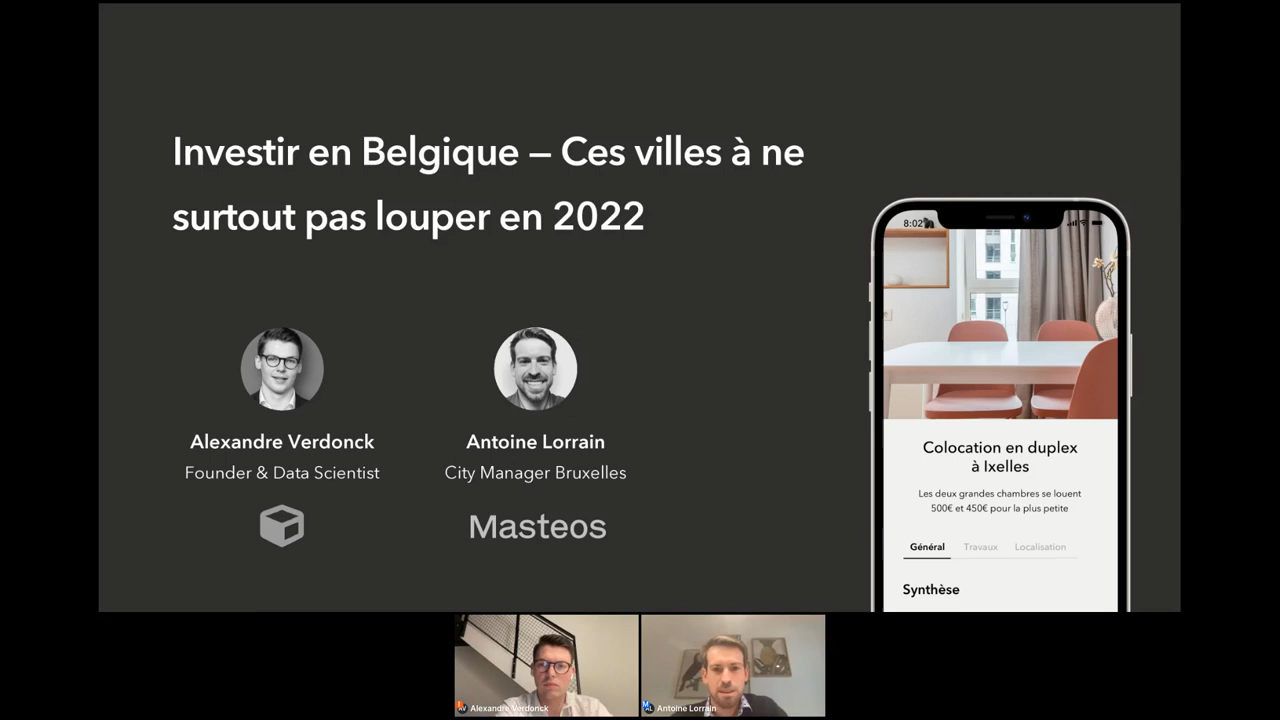 Investir en Belgique – Ces villes à ne
surtout pas louper en 2022
Alexandre Verdonck
Founder & Data Scientist
Antoine Lorrain
City Manager Bruxelles
Masteos
8:02
Colocation en duplex
à Ixelles
Les deux grandes chambres se louent
500€ et 450€ pour la plus petite
Général Travaux Localisation
Synthèse
AV Alexandre Verdonck
AL Antoine Lorrain